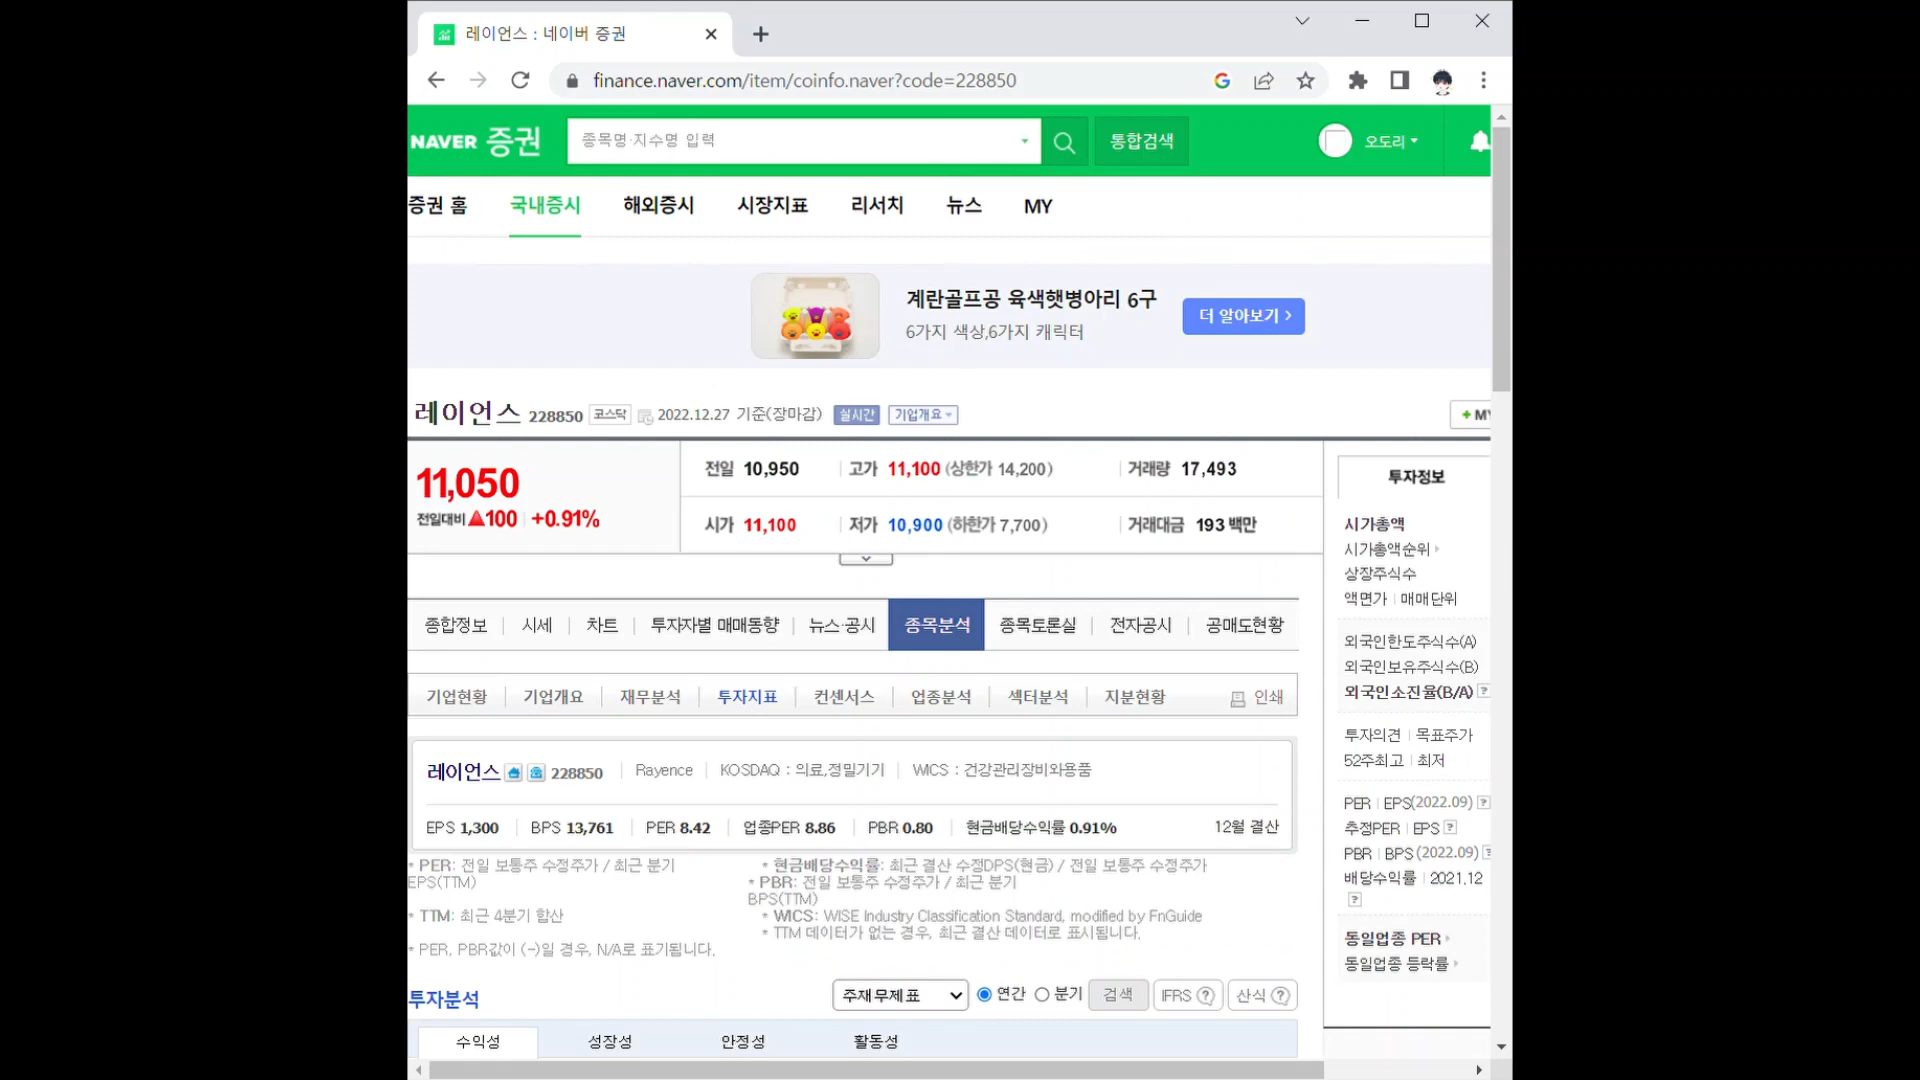 레이언스 : 네이버 증권
finance.naver.com/item/coinfo.naver?code=228850
NAVER 증권 종목명·지수명 입력 통합검색 오도리
증권 홈 국내증시 해외증시 시장지표 리서치 뉴스 MY
계란골프공 육색햇병아리 6구
6가지 색상,6가지 캐릭터
더 알아보기
레이언스 228850 코스닥 2022.12.27 기준(장마감) 실시간 기업개요
+ MY
11,050
전일대비 ▲100 +0.91%
전일 10,950 고가 11,100 (상한가 14,200) 거래량 17,493
시가 11,100 저가 10,900 (하한가 7,700) 거래대금 193 백만
투자정보
시가총액
시가총액순위
상장주식수
액면가 매매단위
외국인한도주식수(A)
외국인보유주식수(B)
외국인소진율(B/A) ?
투자의견 목표주가
52주최고 최저
PER EPS(2022.09) ?
추정PER EPS ?
PBR BPS (2022.09) ?
배당수익률 2021.12
?
동일업종 PER
동일업종 등락률
종합정보 시세 차트 투자자별 매매동향 뉴스·공시 종목분석 종목토론실 전자공시 공매도현황
기업현황 기업개요 재무분석 투자지표 컨센서스 업종분석 섹터분석 지분현황 인쇄
레이언스 228850 Rayence KOSDAQ : 의료,정밀기기 WICS : 건강관리장비와용품
EPS 1,300 BPS 13,761 PER 8.42 업종PER 8.86 PBR 0.80 현금배당수익률 0.91% 12월 결산
* PER: 전일 보통주 수정주가 / 최근 분기
EPS(TTM)
* 현금배당수익률: 최근 결산 수정DPS(현금) / 전일 보통주 수정주가
* PBR: 전일 보통주 수정주가 / 최근 분기
BPS(TTM)
* TTM: 최근 4분기 합산
* WICS: WISE Industry Classification Standard, modified by FnGuide
* TTM 데이터가 없는 경우, 최근 결산 데이터로 표시됩니다.
* PER, PBR값이 (-)일 경우, N/A로 표기됩니다.
투자분석 주재무제표 연간 분기 검색 IFRS ? 산식 ?
수익성 성장성 안정성 활동성